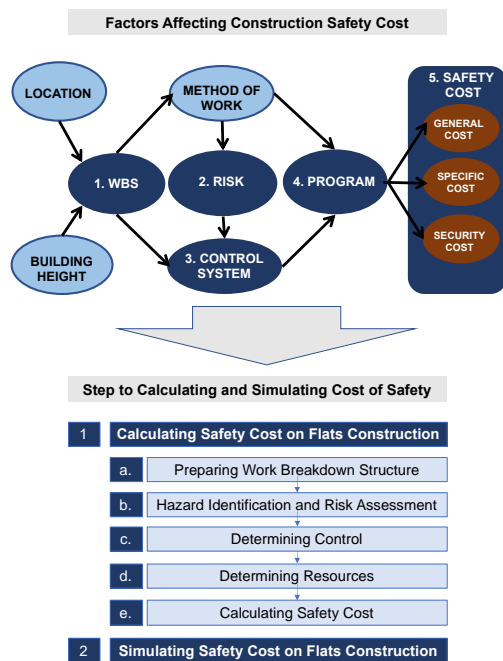 Factors Affecting Construction Safety Cost
5. SAFETY
COST
LOCATION
METHOD OF
WORK
GENERAL
COST
1. WBS
2. RISK
4. PROGRAM
SPECIFIC
COST
BUILDING
HEIGHT
3. CONTROL
SYSTEM
SECURITY
COST
Step to Calculating and Simulating Cost of Safety
1 Calculating Safety Cost on Flats Construction
a. Preparing Work Breakdown Structure
b. Hazard Identification and Risk Assessment
c. Determining Control
d. Determining Resources
e. Calculating Safety Cost
2 Simulating Safety Cost on Flats Construction